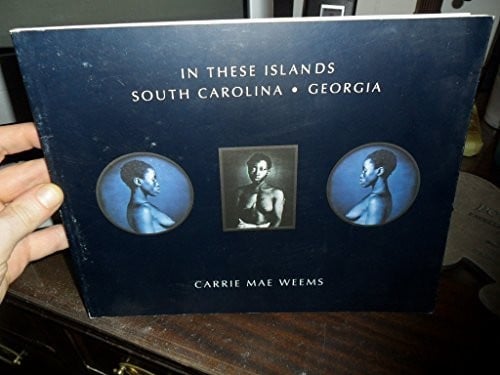 IN THESE ISLANDS
SOUTH CAROLINA • GEORGIA
CARRIE MAE WEEMS